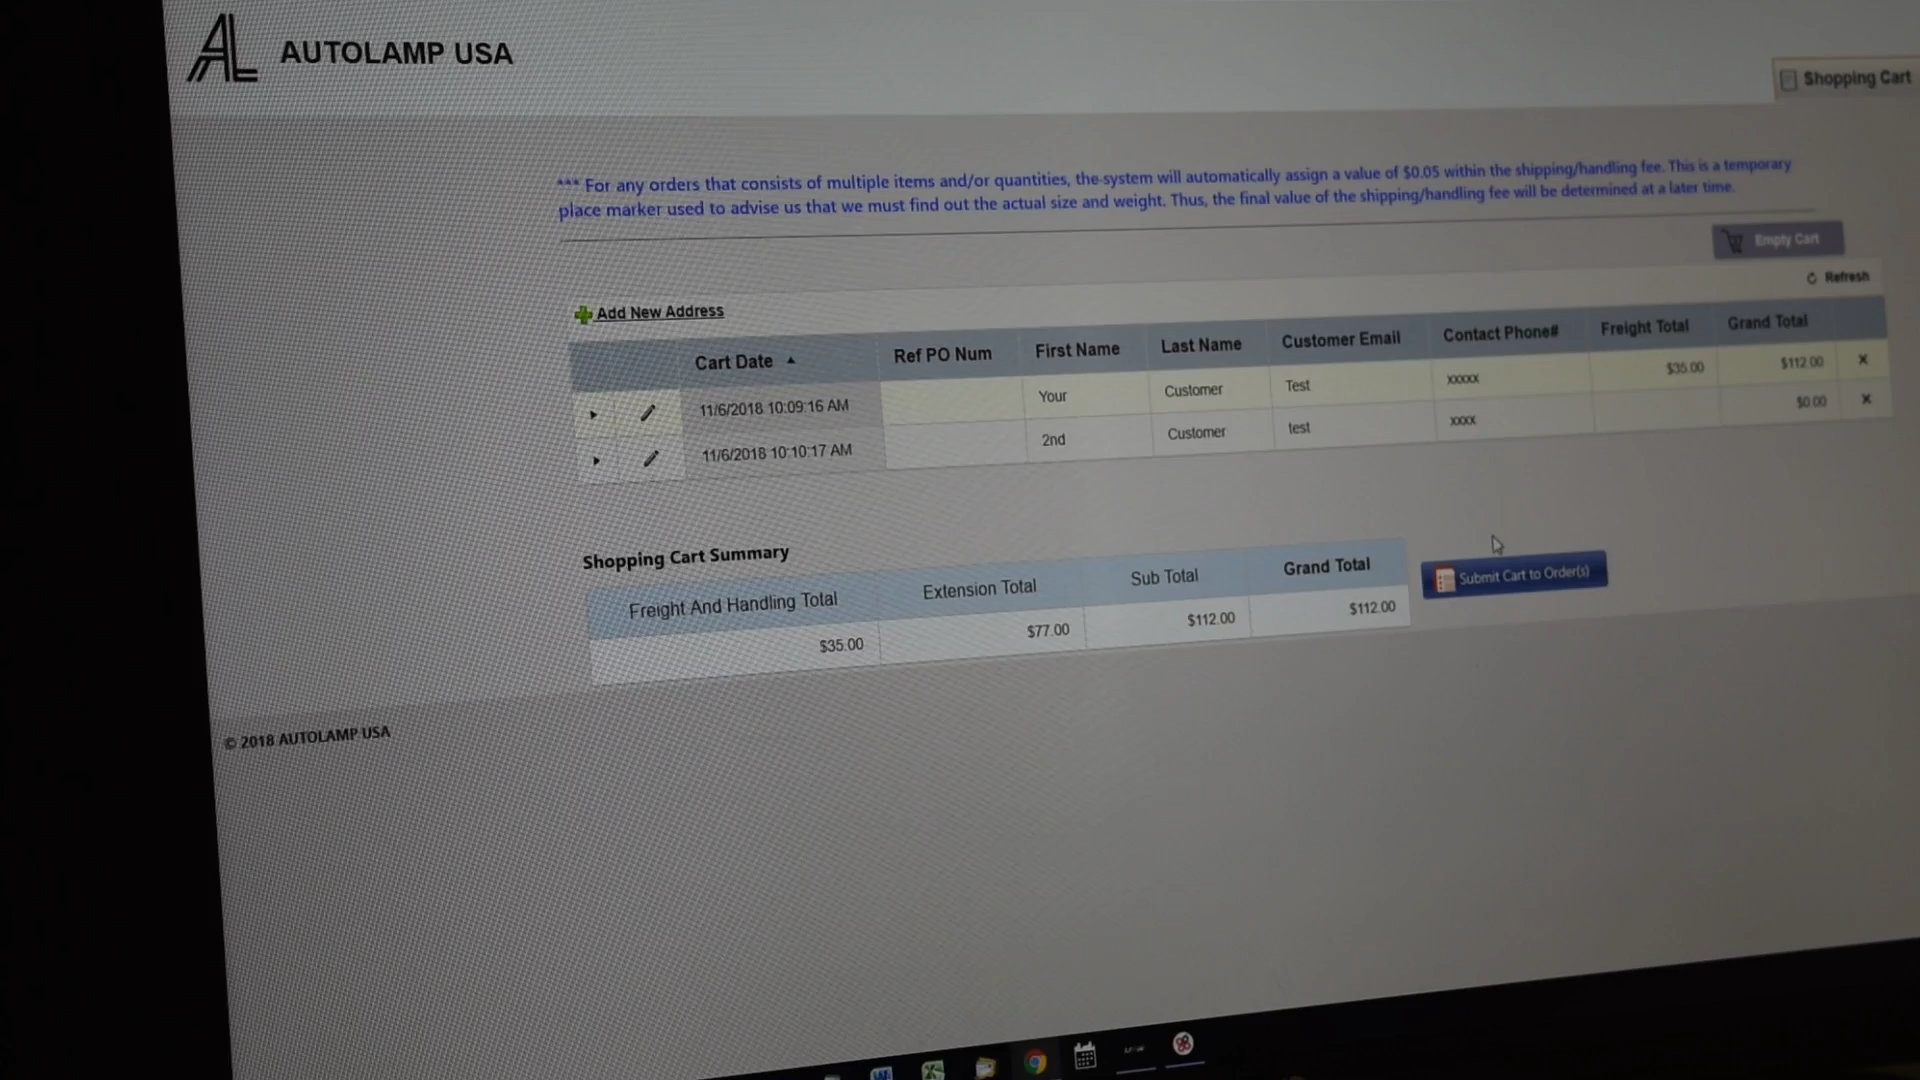 AL AUTOLAMP USA
Shopping Cart
*** For any orders that consists of multiple items and/or quantities, the system will automatically assign a value of $0.05 within the shipping/handling fee. This is a temporary
place marker used to advise us that we must find out the actual size and weight. Thus, the final value of the shipping/handling fee will be determined at a later time.
Empty Cart
Refresh
Add New Address
Cart Date ▲ Ref PO Num First Name Last Name Customer Email Contact Phone# Freight Total Grand Total
11/6/2018 10:09:16 AM Your Customer Test xxxxx $35.00 $112.00 ×
11/6/2018 10:10:17 AM 2nd Customer test xxxx $0.00 ×
Shopping Cart Summary
Freight And Handling Total Extension Total Sub Total Grand Total
$35.00 $77.00 $112.00 $112.00
Submit Cart to Order(s)
© 2018 AUTOLAMP USA